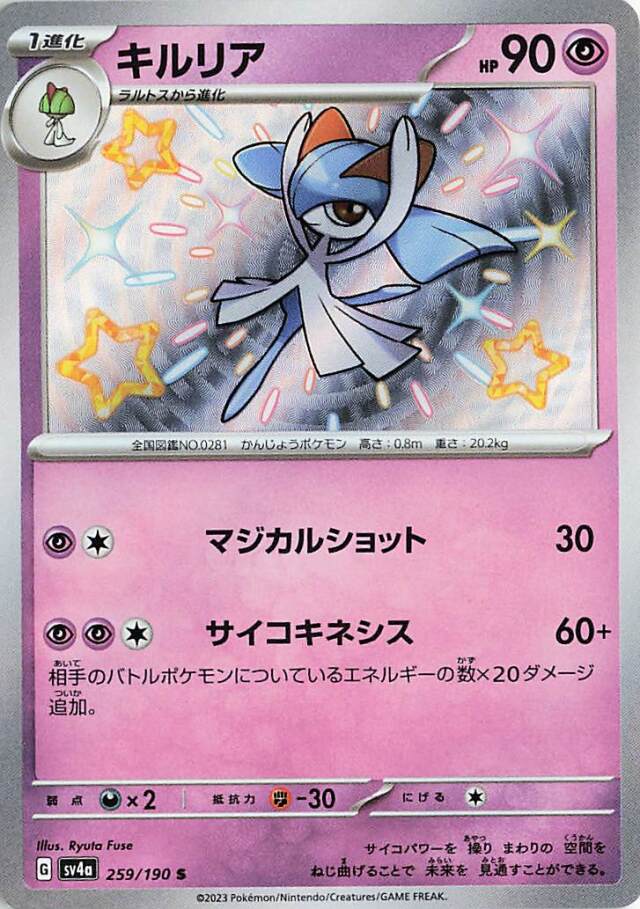 1進化
キルリア
HP 90
ラルトスから進化
全国図鑑NO.0281 かんじょうポケモン 高さ:0.8m 重さ:20.2kg
マジカルショット 30
サイコキネシス 60+
相手のバトルポケモンについているエネルギーの数×20ダメージ
追加。
弱点 ×2 抵抗力 -30 にげる
Illus. Ryuta Fuse
G sv4a 259/190 S
サイコパワーを 操り まわりの 空間を
ねじ曲げることで 未来を 見通すことができる。
©2023 Pokémon/Nintendo/Creatures/GAME FREAK.